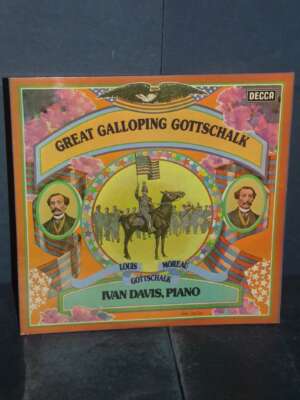 DECCA
GREAT GALLOPING GOTTSCHALK
LOUIS MOREAU
GOTTSCHALK
IVAN DAVIS, PIANO